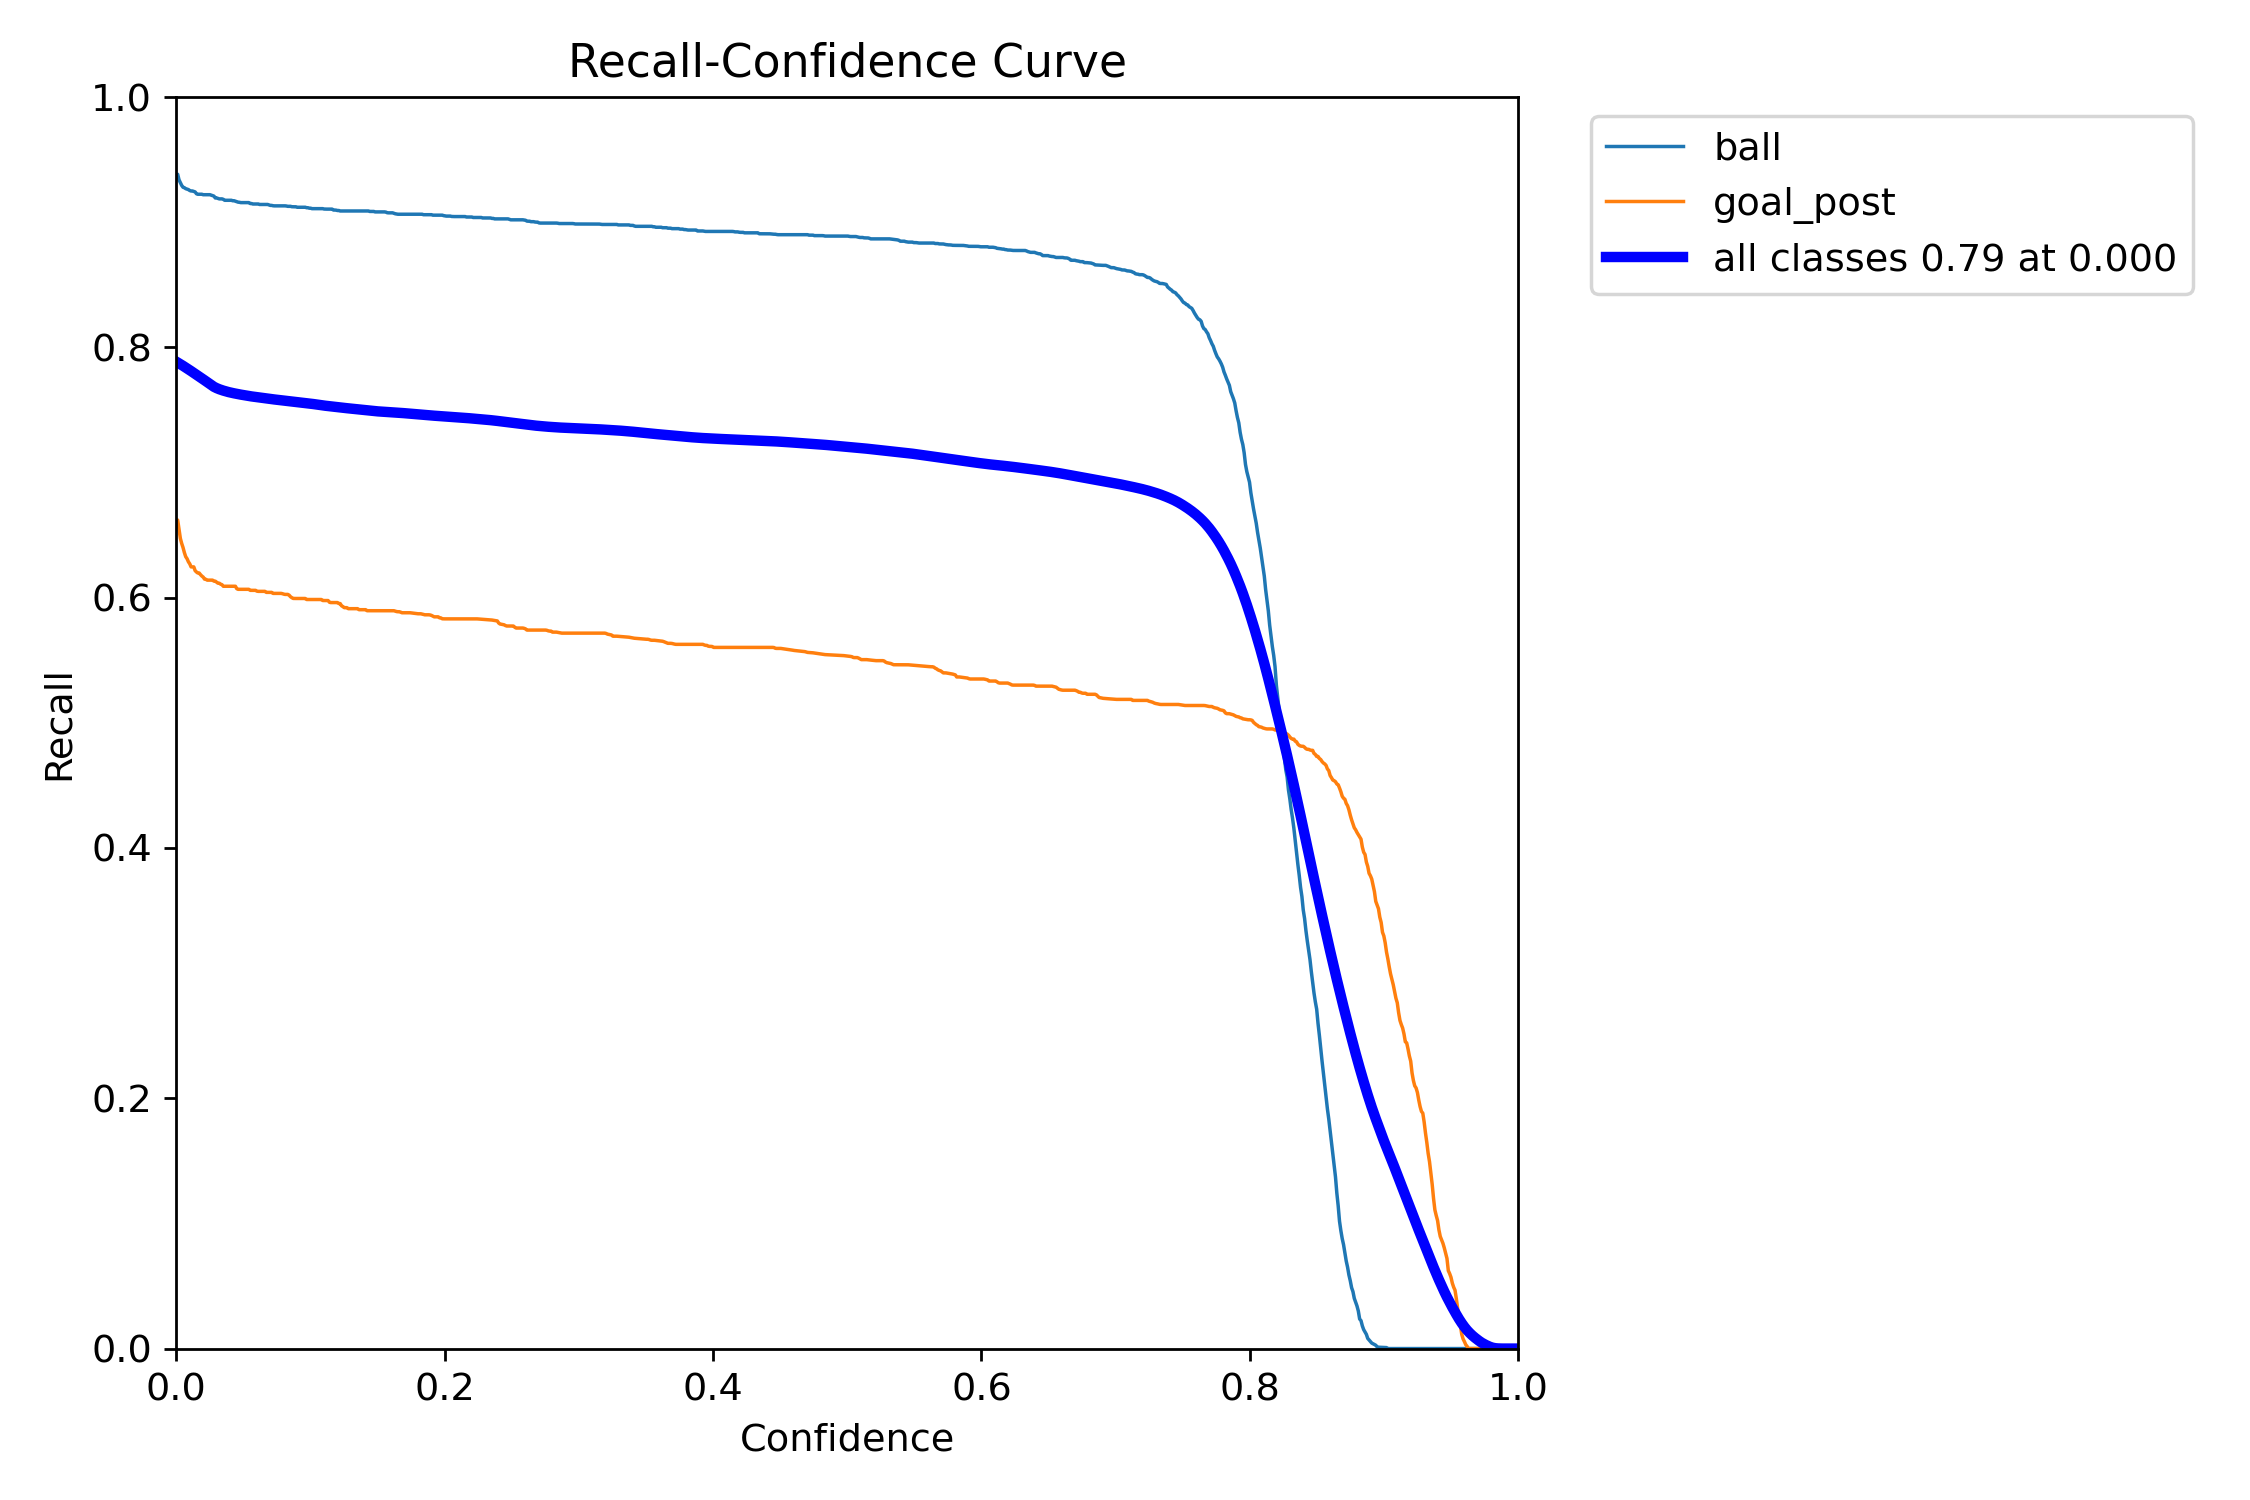 Recall-Confidence Curve
1.0
0.8
0.6
0.4
0.2
0.0
Recall
0.0 0.2 0.4 0.6 0.8 1.0
Confidence
ball
goal_post
all classes 0.79 at 0.000